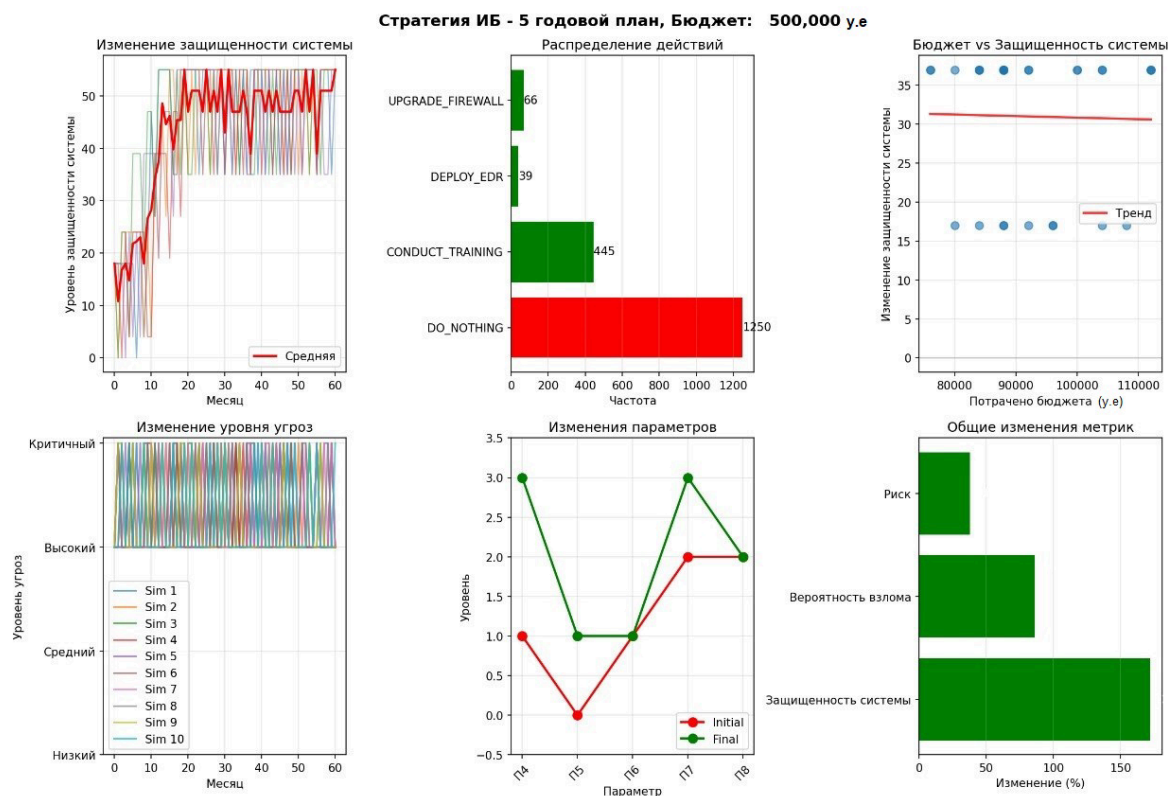 Стратегия ИБ - 5 годовой план, Бюджет: 500,000 у.е
Изменение защищенности системы
Уровень защищенности системы
50
40
30
20
10
0
Средняя
0 10 20 30 40 50 60
Месяц
Распределение действий
UPGRADE_FIREWALL 66
DEPLOY_EDR 39
CONDUCT_TRAINING 445
DO_NOTHING 1250
0 200 400 600 800 1000 1200
Частота
Бюджет vs Защищенность системы
Изменение защищенности системы
35
30
25
20
15
10
5
0
Тренд
80000 90000 100000 110000
Потрачено бюджета (у.е)
Изменение уровня угроз
Уровень угроз
Критичный
Высокий
Средний
Низкий
Sim 1
Sim 2
Sim 3
Sim 4
Sim 5
Sim 6
Sim 7
Sim 8
Sim 9
Sim 10
0 10 20 30 40 50 60
Месяц
Изменения параметров
Уровень
3.5
3.0
2.5
2.0
1.5
1.0
0.5
0.0
−0.5
Initial
Final
П4 П5 П6 П7 П8
Параметр
Общие изменения метрик
Риск
Вероятность взлома
Защищенность системы
0 50 100 150
Изменение (%)